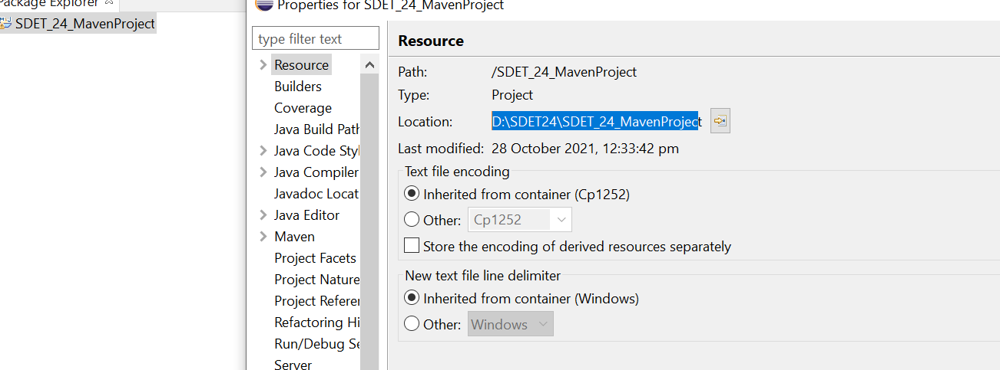 Package Explorer
SDET_24_MavenProject
Properties for SDET_24_MavenProject
type filter text
Resource
Builders
Coverage
Java Build Path
Java Code Styl
Java Compiler
Javadoc Locat
Java Editor
Maven
Project Facets
Project Nature
Project Referen
Refactoring Hi
Run/Debug Se
Server
Resource
Path: /SDET_24_MavenProject
Type: Project
Location: D:\SDET24\SDET_24_MavenProject
Last modified: 28 October 2021, 12:33:42 pm
Text file encoding
Inherited from container (Cp1252)
Other: Cp1252
Store the encoding of derived resources separately
New text file line delimiter
Inherited from container (Windows)
Other: Windows